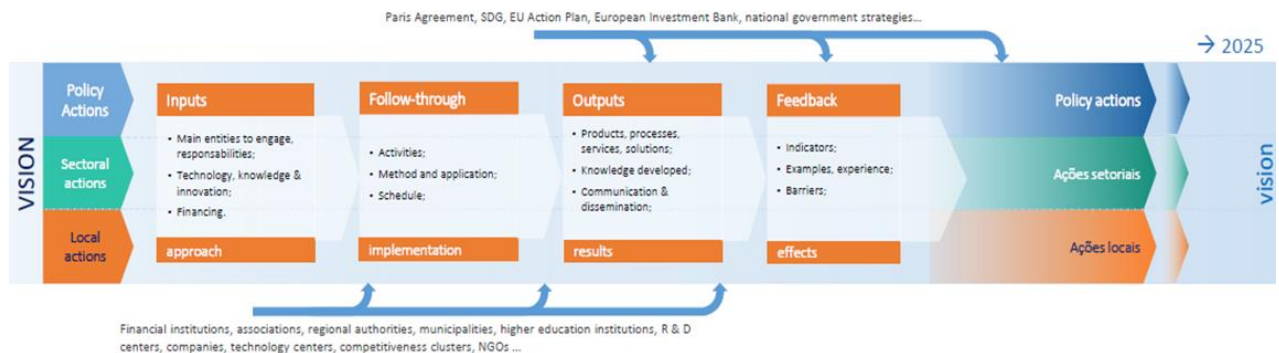 Paris Agreement, SDG, EU Action Plan, European Investment Bank, national government strategies…
→ 2025
VISION
Policy
Actions
Sectoral
actions
Local
actions
Inputs
• Main entities to engage,
responsabilities;
• Technology, knowledge &
innovation;
• Financing.
approach
Follow-through
• Activities;
• Method and application;
• Schedule;
implementation
Outputs
• Products, processes,
services, solutions;
• Knowledge developed;
• Communication &
dissemination;
results
Feedback
• Indicators;
• Examples, experience;
• Barriers;
effects
Policy actions
Ações setoriais
Ações locais
vision
Financial institutions, associations, regional authorities, municipalities, higher education institutions, R & D
centers, companies, technology centers, competitiveness clusters, NGOs …